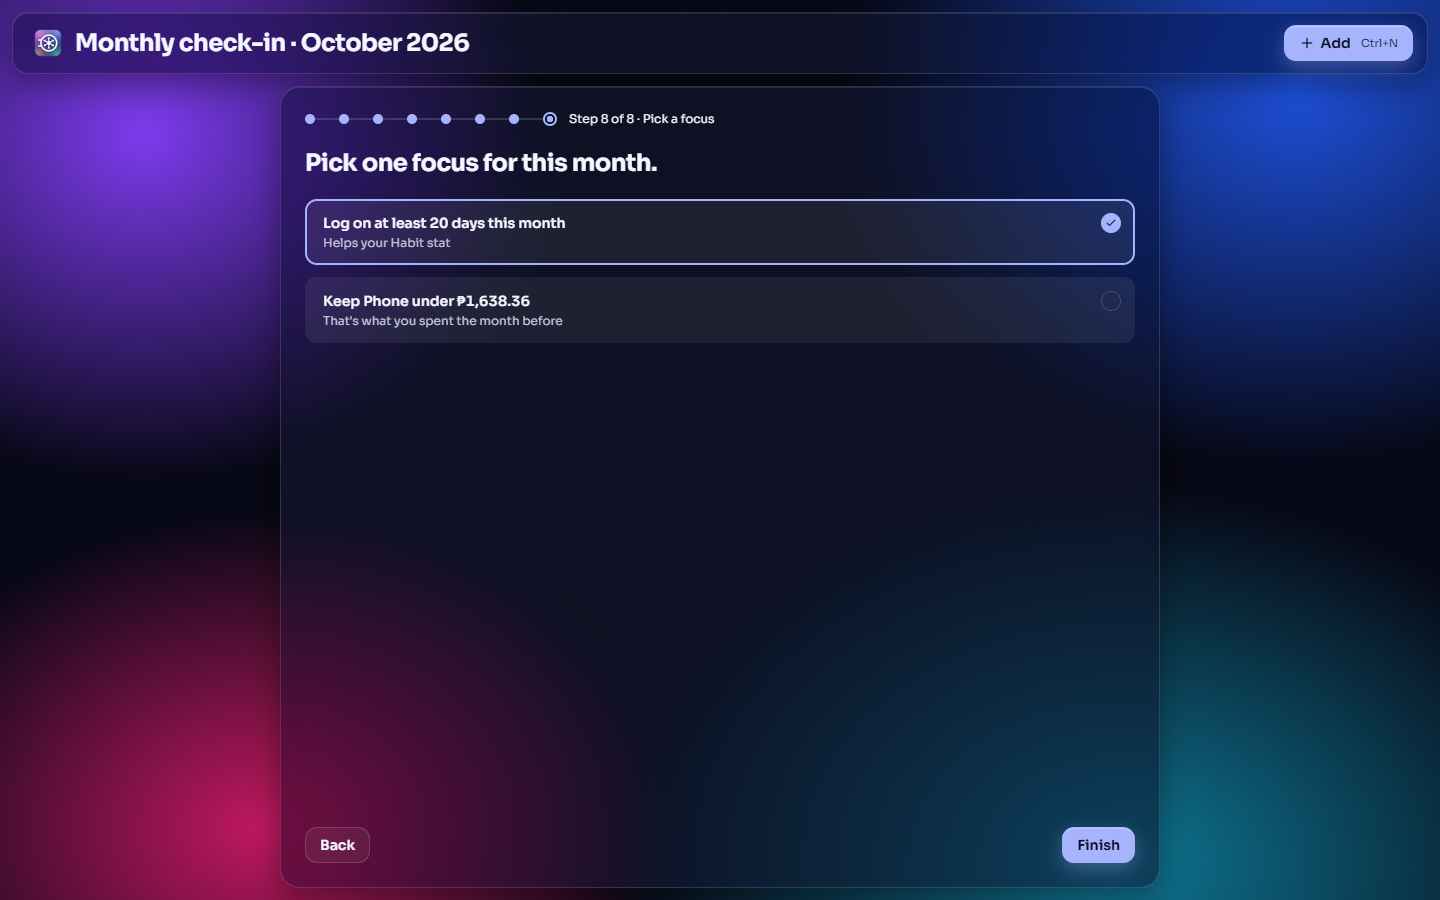 Monthly check-in · October 2026
+ Add Ctrl+N
Step 8 of 8 · Pick a focus
Pick one focus for this month.
Log on at least 20 days this month
Helps your Habit stat
Keep Phone under ₱1,638.36
That's what you spent the month before
Back
Finish